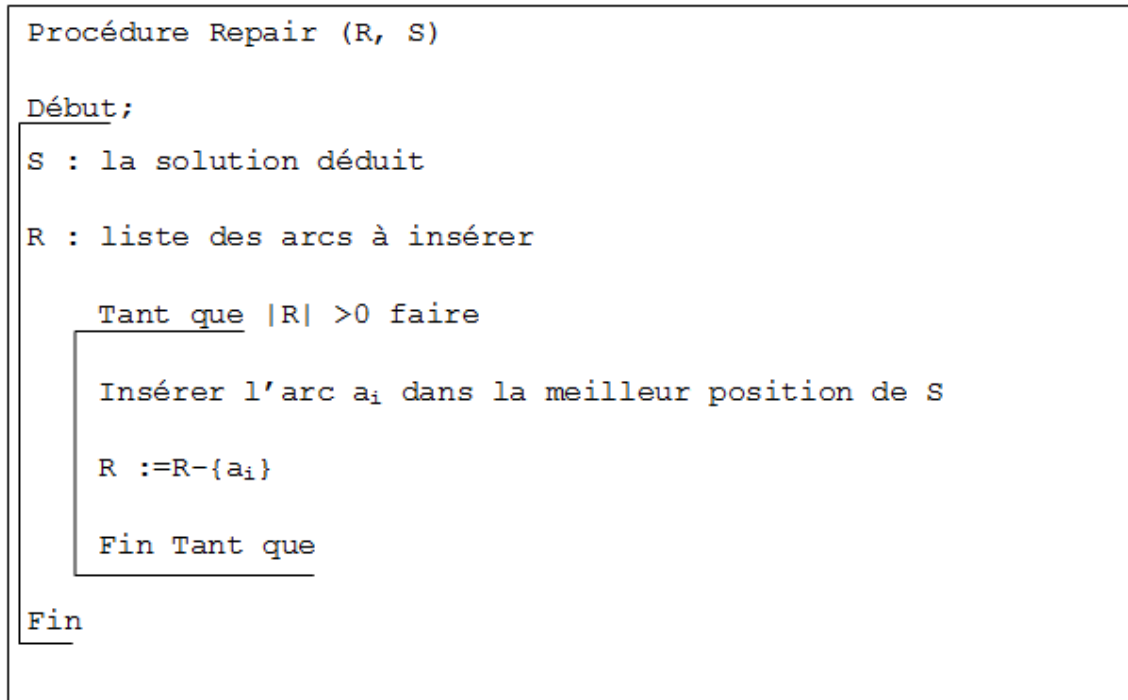 Procédure Repair (R, S)
Début;
S : la solution déduit
R : liste des arcs à insérer
Tant que |R| >0 faire
Insérer l’arc aᵢ dans la meilleur position de S
R :=R-{aᵢ}
Fin Tant que
Fin